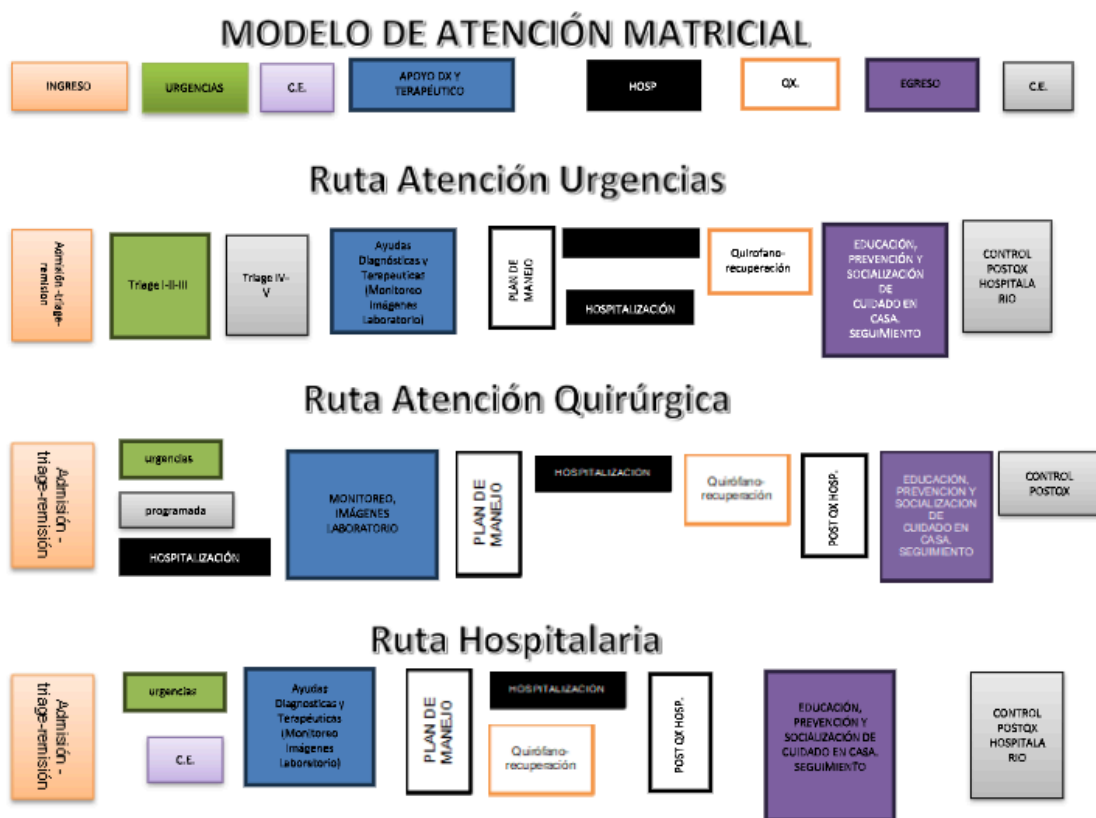 MODELO DE ATENCIÓN MATRICIAL
INGRESO
URGENCIAS
C.E.
APOYO DX Y
TERAPÉUTICO
HOSP
QX.
EGRESO
C.E.
Ruta Atención Urgencias
Admisión -triage-
remision
Triage I-II-III
Triage IV-
V
Ayudas
Diagnósticas y
Terapeuticas
(Monitoreo
Imágenes
Laboratorio)
PLAN DE
MANEJO
HOSPITALIZACIÓN
Quirofano-
recuperación
EDUCACIÓN,
PREVENCIÓN Y
SOCIALIZACIÓN
DE
CUIDADO EN
CASA.
SEGUIMIENTO
CONTROL
POSTQX
HOSPITALA
RIO
Ruta Atención Quirúrgica
Admisión -
triage-remisión
urgencias
programada
HOSPITALIZACIÓN
MONITOREO,
IMÁGENES
LABORATORIO
PLAN DE
MANEJO
HOSPITALIZACIÓN
Quirófano-
recuperación
POST QX HOSP.
EDUCACIÓN,
PREVENCION Y
SOCIALIZACION
DE
CUIDADO EN
CASA.
SEGUIMIENTO
CONTROL
POSTQX
Ruta Hospitalaria
Admisión -
triage-remisión
urgencias
C.E.
Ayudas
Diagnosticas y
Terapéuticas
(Monitoreo
Imágenes
Laboratorio)
PLAN DE
MANEJO
HOSPITALIZACIÓN
Quirófano-
recuperación
POST QX HOSP.
EDUCACIÓN,
PREVENCIÓN Y
SOCIALIZACIÓN DE
CUIDADO EN CASA.
SEGUIMIENTO
CONTROL
POSTQX
HOSPITALA
RIO